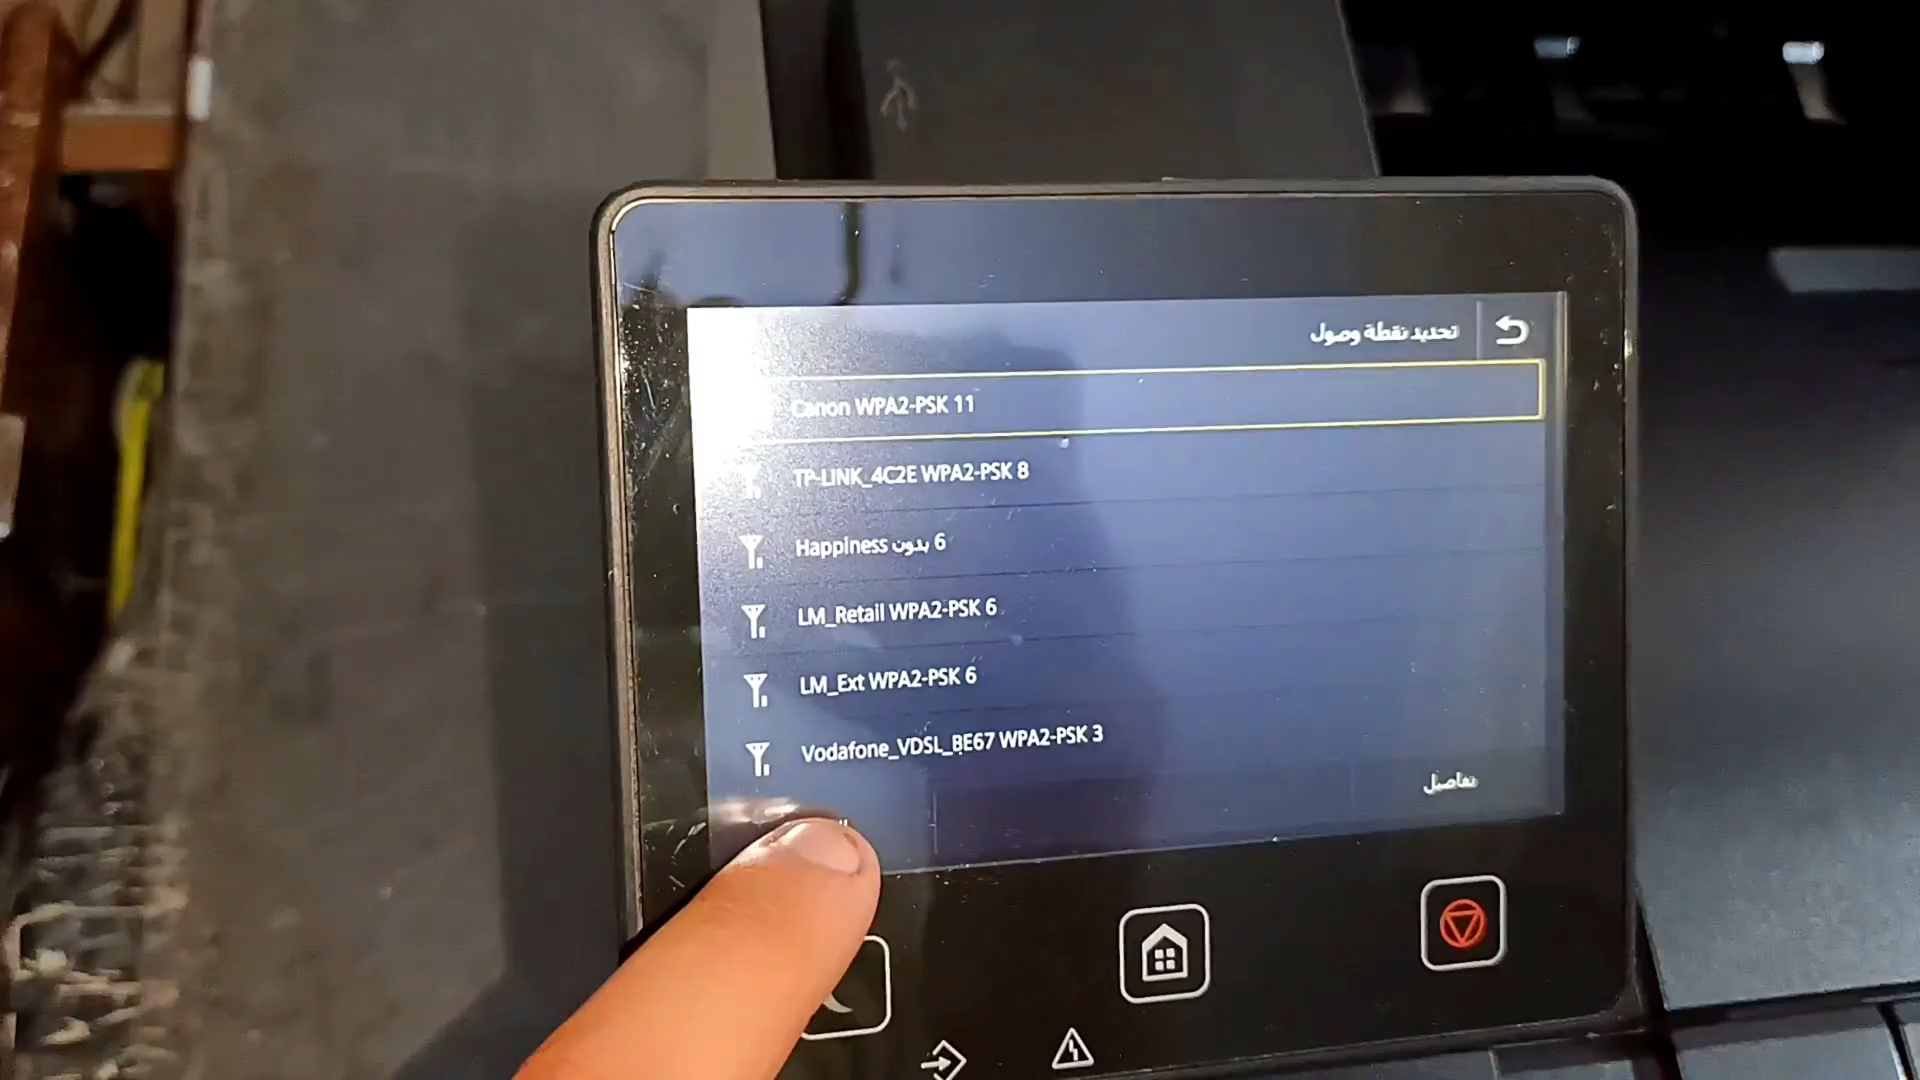 تحديد نقطة وصول
Canon WPA2-PSK 11
TP-LINK_4C2E WPA2-PSK 8
Happiness بدون 6
LM_Retail WPA2-PSK 6
LM_Ext WPA2-PSK 6
Vodafone_VDSL_BE67 WPA2-PSK 3
تفاصيل